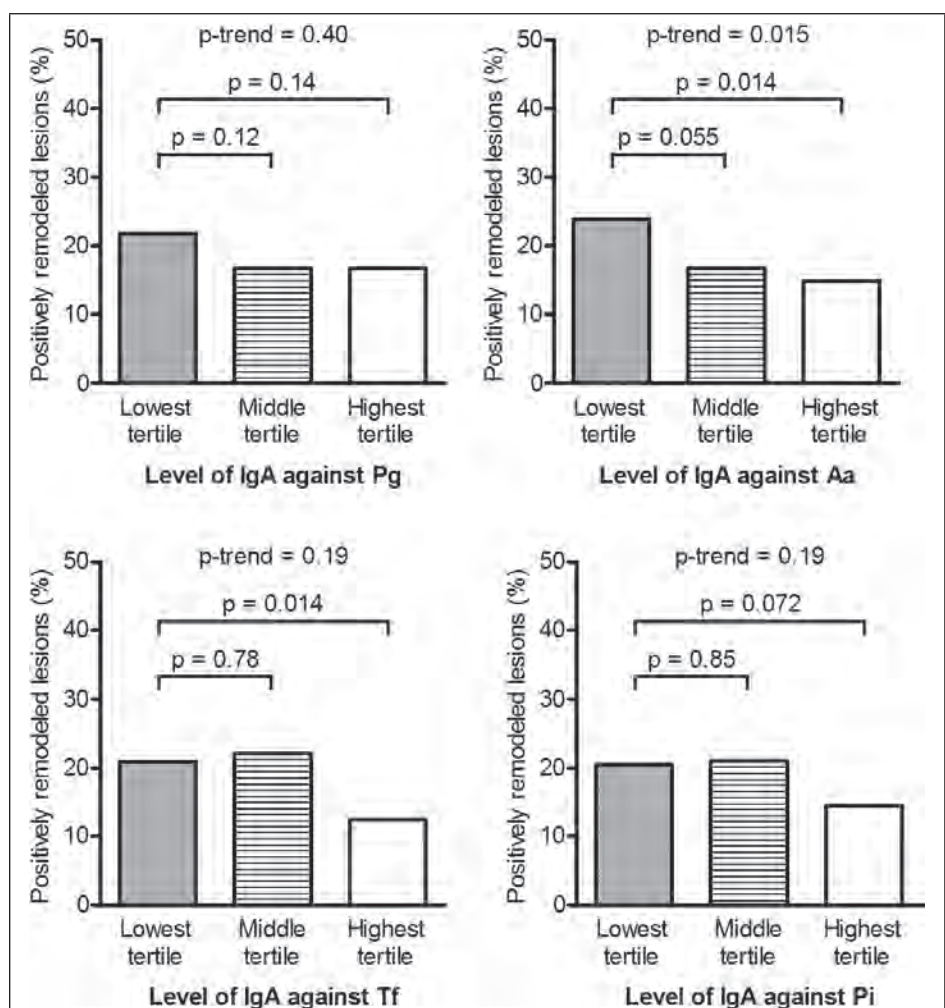 p-trend = 0.40
Positively remodeled lesions (%)
50
40
30
20
10
0
p = 0.14
p = 0.12
Lowest tertile
Middle tertile
Highest tertile
Level of IgA against Pg
p-trend = 0.015
Positively remodeled lesions (%)
50
40
30
20
10
0
p = 0.014
p = 0.055
Lowest tertile
Middle tertile
Highest tertile
Level of IgA against Aa
p-trend = 0.19
Positively remodeled lesions (%)
50
40
30
20
10
0
p = 0.014
p = 0.78
Lowest tertile
Middle tertile
Highest tertile
Level of IgA against Tf
p-trend = 0.19
Positively remodeled lesions (%)
50
40
30
20
10
0
p = 0.072
p = 0.85
Lowest tertile
Middle tertile
Highest tertile
Level of IgA against Pi